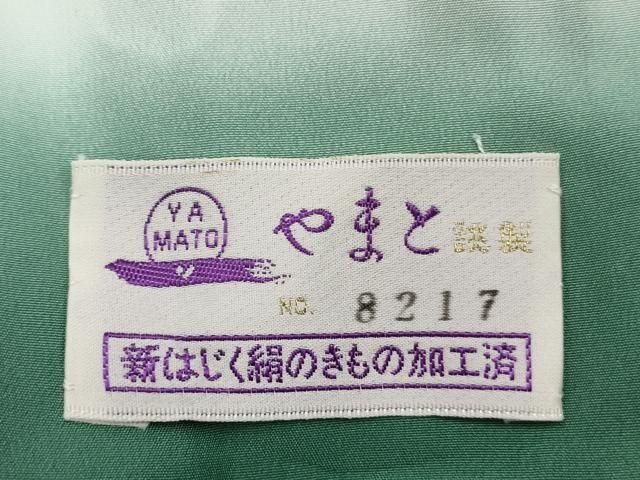 YA
MATO
やまと 謹製
NO. 8217
新はじく絹のきもの加工済